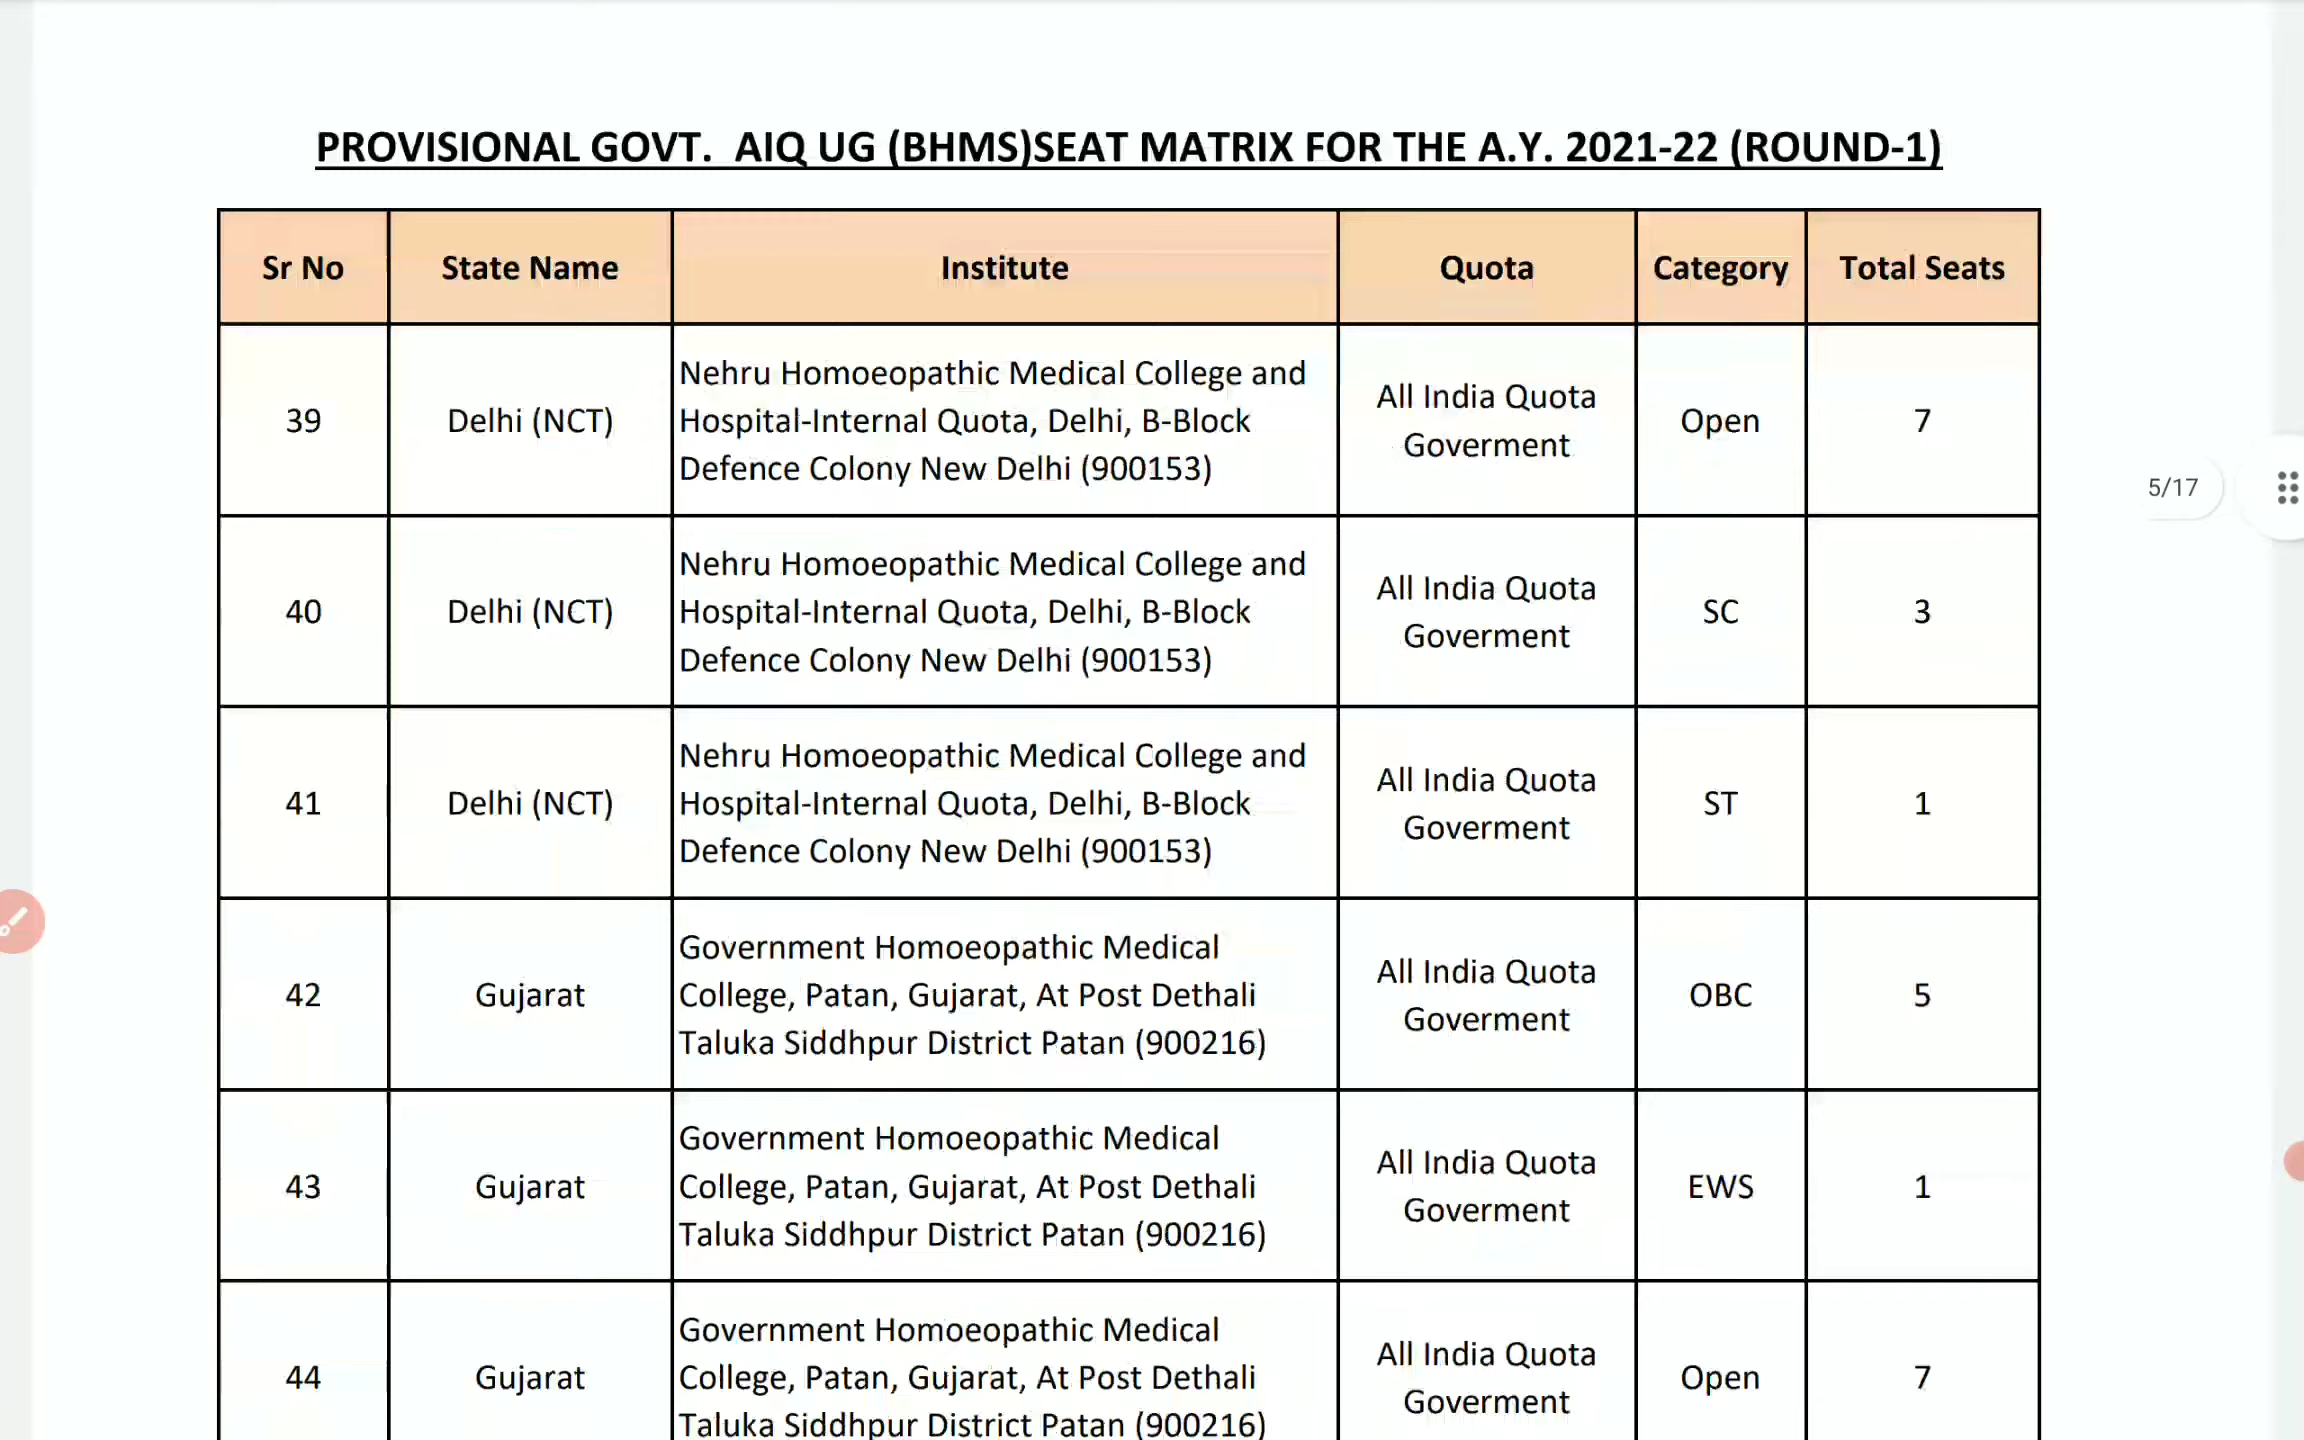 PROVISIONAL GOVT.  AIQ UG (BHMS)SEAT MATRIX FOR THE A.Y. 2021-22 (ROUND-1)
Sr No State Name Institute Quota Category Total Seats
39 Delhi (NCT) Nehru Homoeopathic Medical College and
Hospital-Internal Quota, Delhi, B-Block
Defence Colony New Delhi (900153) All India Quota
Goverment Open 7
5/17
40 Delhi (NCT) Nehru Homoeopathic Medical College and
Hospital-Internal Quota, Delhi, B-Block
Defence Colony New Delhi (900153) All India Quota
Goverment SC 3
41 Delhi (NCT) Nehru Homoeopathic Medical College and
Hospital-Internal Quota, Delhi, B-Block
Defence Colony New Delhi (900153) All India Quota
Goverment ST 1
42 Gujarat Government Homoeopathic Medical
College, Patan, Gujarat, At Post Dethali
Taluka Siddhpur District Patan (900216) All India Quota
Goverment OBC 5
43 Gujarat Government Homoeopathic Medical
College, Patan, Gujarat, At Post Dethali
Taluka Siddhpur District Patan (900216) All India Quota
Goverment EWS 1
44 Gujarat Government Homoeopathic Medical
College, Patan, Gujarat, At Post Dethali
Taluka Siddhpur District Patan (900216) All India Quota
Goverment Open 7